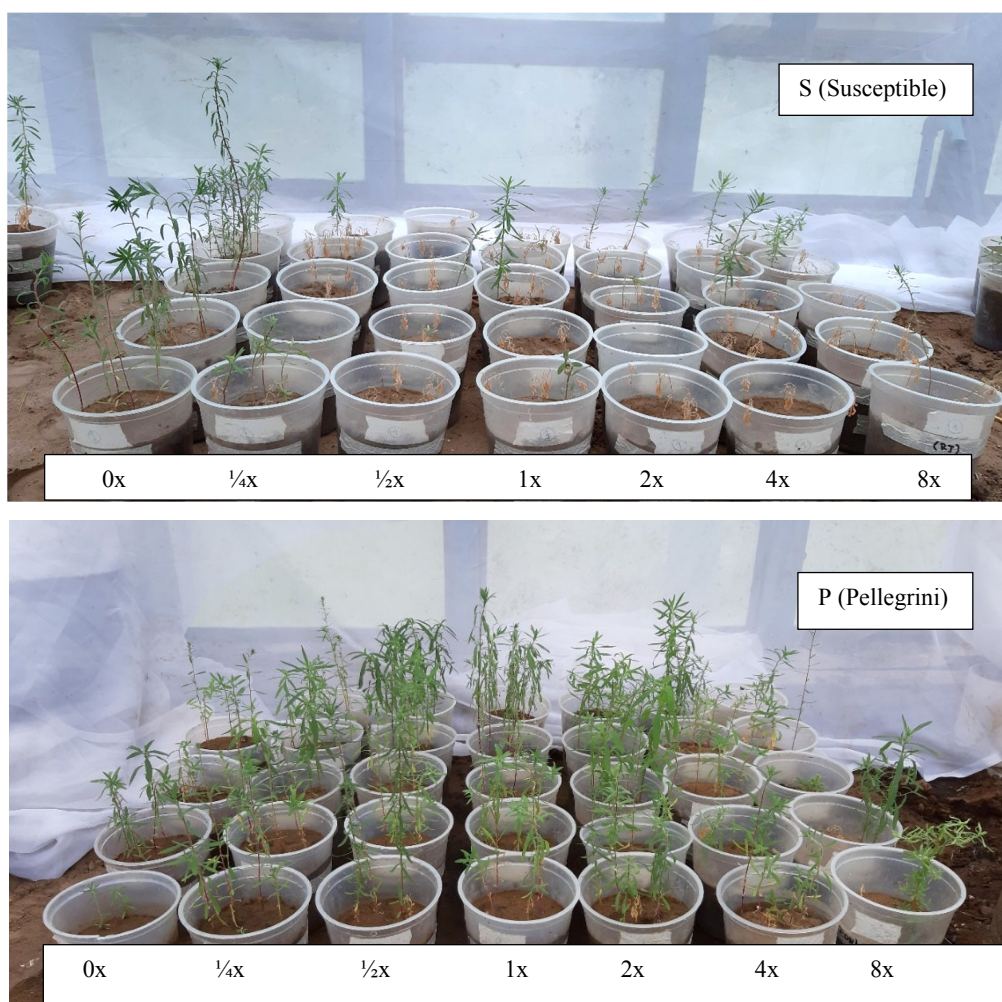 S (Susceptible)
(RJ)
0x ¼x ½x 1x 2x 4x 8x
P (Pellegrini)
0x ¼x ½x 1x 2x 4x 8x